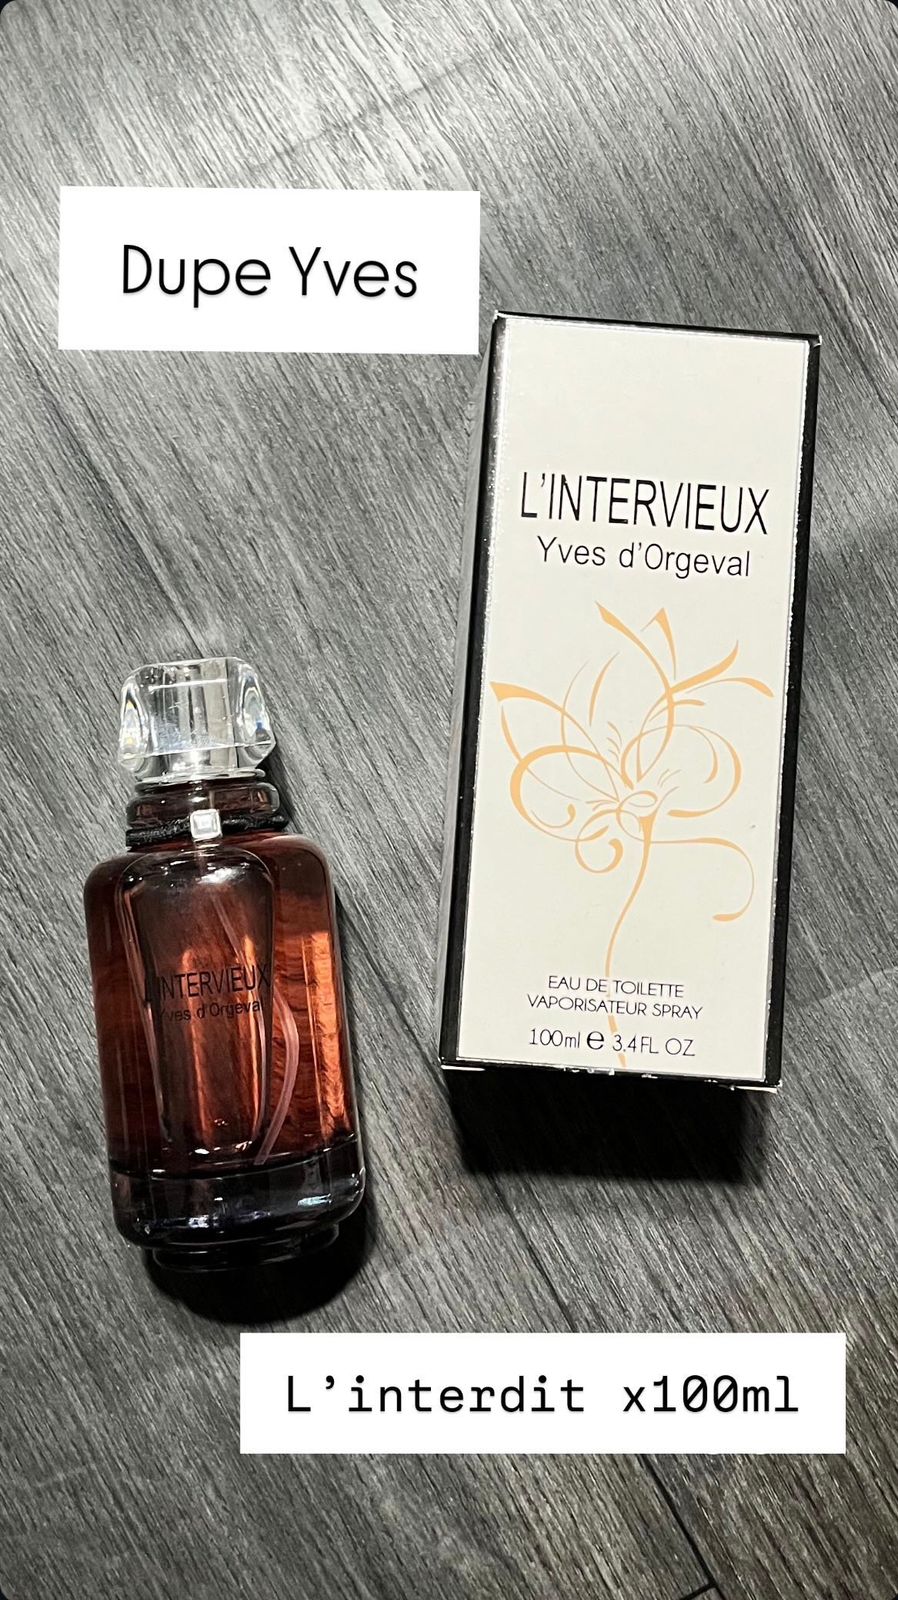 Dupe Yves
L'INTERVIEUX
Yves d'Orgeval
L'INTERVIEUX
Yves d'Orgeval
EAU DE TOILETTE
VAPORISATEUR SPRAY
100ml e 3.4FL OZ
L'interdit x100ml